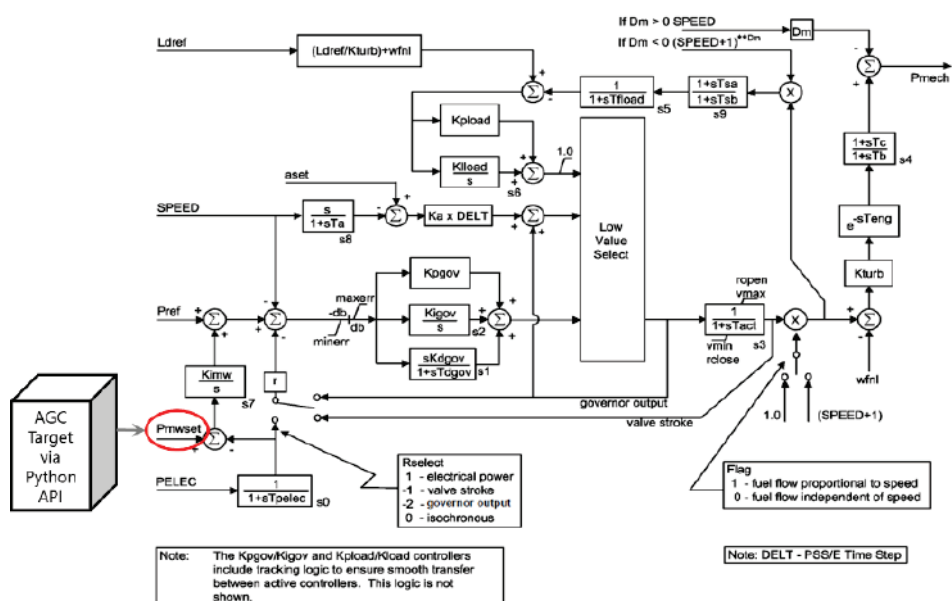 If Dm > 0 SPEED
Dm
If Dm < 0 (SPEED+1)**Dm
Ldref
(Ldref/Kturb)+wfnl
+
Σ
-
1
1+sTfload
s5
1+sTsa
1+sTsb
s9
X
-
Σ
+
Pmech
1+sTc
1+sTb
s4
Kpload
KIload
s
s6
+
Σ
+
1.0
aset
SPEED
s
1+sTa
s8
+
Σ
-
Ka x DELT
+
Σ
+
Low
Value
Select
e-sTeng
Kturb
Pref
+
Σ
+
-
+
Σ
-
-db
maxerr
minerr
db
Kpgov
Kigov
s
s2
sKdgov
1+sTdgov
s1
+
+
Σ
+
ropen
vmax
1
1+sTact
s3
vmin
rclose
X
+
Σ
-
wfnl
Kimw
s
s7
r
governor output
valve stroke
1.0
(SPEED+1)
AGC
Target
via
Python
API
Pmwset
+
Σ
-
PELEC
1
1+sTpelec
s0
Rselect
1 - electrical power
-1 - valve stroke
-2 - governor output
0 - isochronous
Flag
1 - fuel flow proportional to speed
0 - fuel flow independent of speed
Note: The Kpgov/Kigov and Kpload/Kload controllers
include tracking logic to ensure smooth transfer
between active controllers. This logic is not
shown.
Note: DELT - PSS/E Time Step